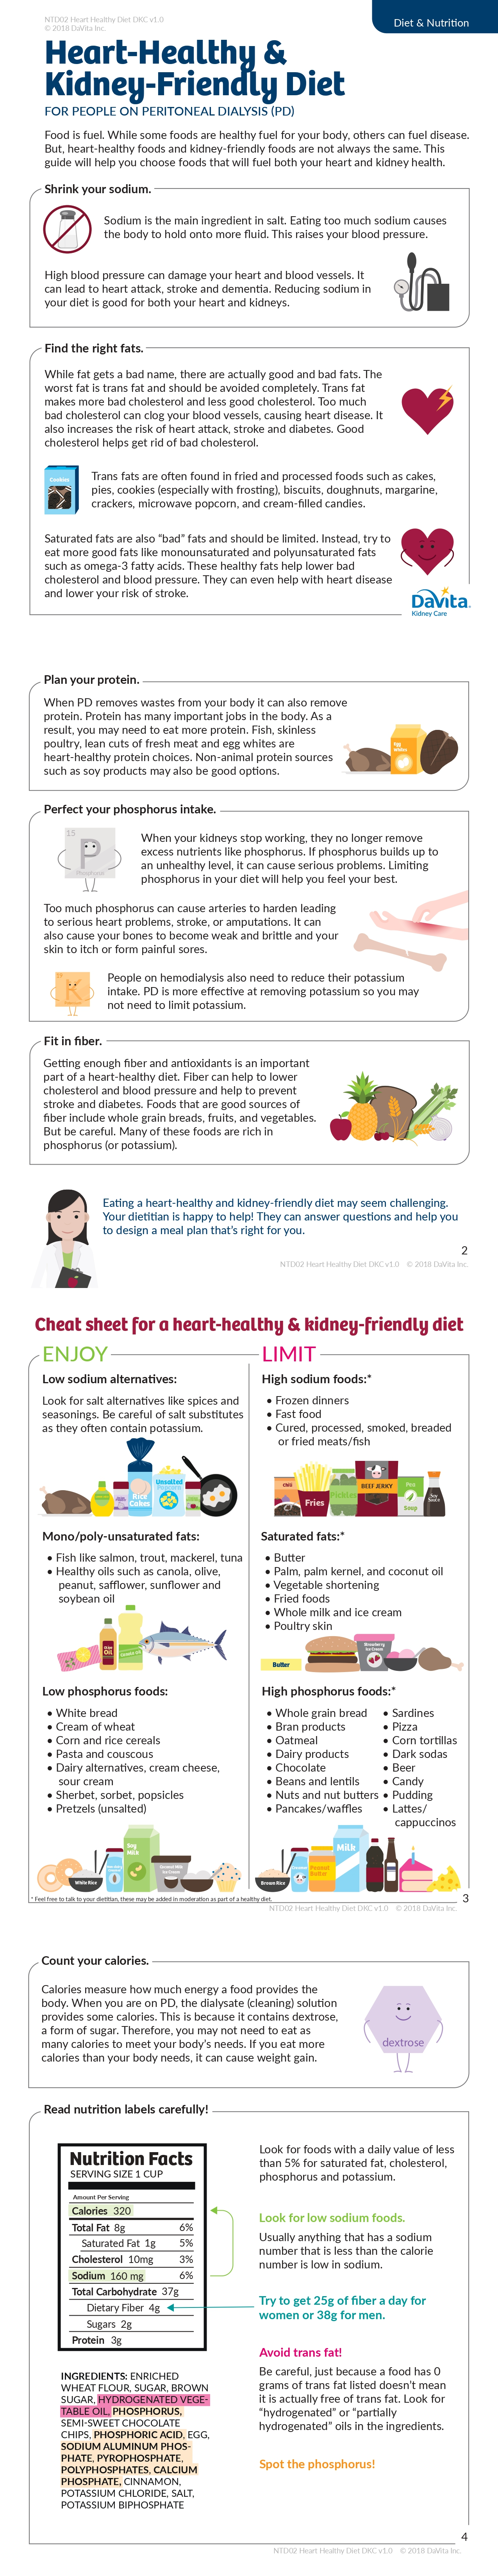 NTD02 Heart Healthy Diet DKC v1.0
© 2018 DaVita Inc.
Diet & Nutrition
Heart-Healthy &
Kidney-Friendly Diet
FOR PEOPLE ON PERITONEAL DIALYSIS (PD)
Food is fuel. While some foods are healthy fuel for your body, others can fuel disease.
But, heart-healthy foods and kidney-friendly foods are not always the same. This
guide will help you choose foods that will fuel both your heart and kidney health.
Shrink your sodium.
Sodium is the main ingredient in salt. Eating too much sodium causes
the body to hold onto more fluid. This raises your blood pressure.
High blood pressure can damage your heart and blood vessels. It
can lead to heart attack, stroke and dementia. Reducing sodium in
your diet is good for both your heart and kidneys.
Find the right fats.
While fat gets a bad name, there are actually good and bad fats. The
worst fat is trans fat and should be avoided completely. Trans fat
makes more bad cholesterol and less good cholesterol. Too much
bad cholesterol can clog your blood vessels, causing heart disease. It
also increases the risk of heart attack, stroke and diabetes. Good
cholesterol helps get rid of bad cholesterol.
Cookies
Trans fats are often found in fried and processed foods such as cakes,
pies, cookies (especially with frosting), biscuits, doughnuts, margarine,
crackers, microwave popcorn, and cream-filled candies.
Saturated fats are also “bad” fats and should be limited. Instead, try to
eat more good fats like monounsaturated and polyunsaturated fats
such as omega-3 fatty acids. These healthy fats help lower bad
cholesterol and blood pressure. They can even help with heart disease
and lower your risk of stroke.
DaVita.
Kidney Care
Plan your protein.
When PD removes wastes from your body it can also remove
protein. Protein has many important jobs in the body. As a
result, you may need to eat more protein. Fish, skinless
poultry, lean cuts of fresh meat and egg whites are
heart-healthy protein choices. Non-animal protein sources
such as soy products may also be good options.
Egg
Whites
Perfect your phosphorus intake.
15
P
Phosphorus
When your kidneys stop working, they no longer remove
excess nutrients like phosphorus. If phosphorus builds up to
an unhealthy level, it can cause serious problems. Limiting
phosphorus in your diet will help you feel your best.
Too much phosphorus can cause arteries to harden leading
to serious heart problems, stroke, or amputations. It can
also cause your bones to become weak and brittle and your
skin to itch or form painful sores.
K
People on hemodialysis also need to reduce their potassium
intake. PD is more effective at removing potassium so you may
not need to limit potassium.
Fit in fiber.
Getting enough fiber and antioxidants is an important
part of a heart-healthy diet. Fiber can help to lower
cholesterol and blood pressure and help to prevent
stroke and diabetes. Foods that are good sources of
fiber include whole grain breads, fruits, and vegetables.
But be careful. Many of these foods are rich in
phosphorus (or potassium).
Eating a heart-healthy and kidney-friendly diet may seem challenging.
Your dietitian is happy to help! They can answer questions and help you
to design a meal plan that's right for you.
2
NTD02 Heart Healthy Diet DKC v1.0 © 2018 DaVita Inc.
Cheat sheet for a heart-healthy & kidney-friendly diet
ENJOY
Low sodium alternatives:
Look for salt alternatives like spices and
seasonings. Be careful of salt substitutes
as they often contain potassium.
Rice
Cakes
Unsalted
Popcorn
Mono/poly-unsaturated fats:
• Fish like salmon, trout, mackerel, tuna
• Healthy oils such as canola, olive,
peanut, safflower, sunflower and
soybean oil
Oil
Low phosphorus foods:
• White bread
• Cream of wheat
• Corn and rice cereals
• Pasta and couscous
• Dairy alternatives, cream cheese,
sour cream
• Sherbet, sorbet, popsicles
• Pretzels (unsalted)
White Rice
Soy
Milk
LIMIT
High sodium foods:*
• Frozen dinners
• Fast food
• Cured, processed, smoked, breaded
or fried meats/fish
Chili
Fries
Pickles
BEEF JERKY
Soup
Soy
Sauce
Saturated fats:*
• Butter
• Palm, palm kernel, and coconut oil
• Vegetable shortening
• Fried foods
• Whole milk and ice cream
• Poultry skin
Butter
Strawberry
Ice Cream
High phosphorus foods:*
• Whole grain bread
• Bran products
• Oatmeal
• Dairy products
• Chocolate
• Beans and lentils
• Nuts and nut butters
• Pancakes/waffles
• Sardines
• Pizza
• Corn tortillas
• Dark sodas
• Beer
• Candy
• Pudding
• Lattes/
cappuccinos
Brown Rice
Peanut
Butter
Milk
* Feel free to talk to your dietitian, these may be added in moderation as part of a healthy diet.
3
NTD02 Heart Healthy Diet DKC v1.0 © 2018 DaVita Inc.
Count your calories.
Calories measure how much energy a food provides the
body. When you are on PD, the dialysate (cleaning) solution
provides some calories. This is because it contains dextrose,
a form of sugar. Therefore, you may not need to eat as
many calories to meet your body's needs. If you eat more
calories than your body needs, it can cause weight gain.
dextrose
Read nutrition labels carefully!
Nutrition Facts
SERVING SIZE 1 CUP
Amount Per Serving
Calories 320
Total Fat 8g 6%
Saturated Fat 1g 5%
Cholesterol 10mg 3%
Sodium 160 mg 6%
Total Carbohydrate 37g
Dietary Fiber 4g
Sugars 2g
Protein 3g
INGREDIENTS: ENRICHED
WHEAT FLOUR, SUGAR, BROWN
SUGAR, HYDROGENATED VEGE-
TABLE OIL, PHOSPHORUS,
SEMI-SWEET CHOCOLATE
CHIPS, PHOSPHORIC ACID, EGG,
SODIUM ALUMINUM PHOS-
PHATE, PYROPHOSPHATE,
POLYPHOSPHATES, CALCIUM
PHOSPHATE, CINNAMON,
POTASSIUM CHLORIDE, SALT,
POTASSIUM BIPHOSPHATE
Look for foods with a daily value of less
than 5% for saturated fat, cholesterol,
phosphorus and potassium.
Look for low sodium foods.
Usually anything that has a sodium
number that is less than the calorie
number is low in sodium.
Try to get 25g of fiber a day for
women or 38g for men.
Avoid trans fat!
Be careful, just because a food has 0
grams of trans fat listed doesn't mean
it is actually free of trans fat. Look for
“hydrogenated” or “partially
hydrogenated” oils in the ingredients.
Spot the phosphorus!
4
NTD02 Heart Healthy Diet DKC v1.0 © 2018 DaVita Inc.